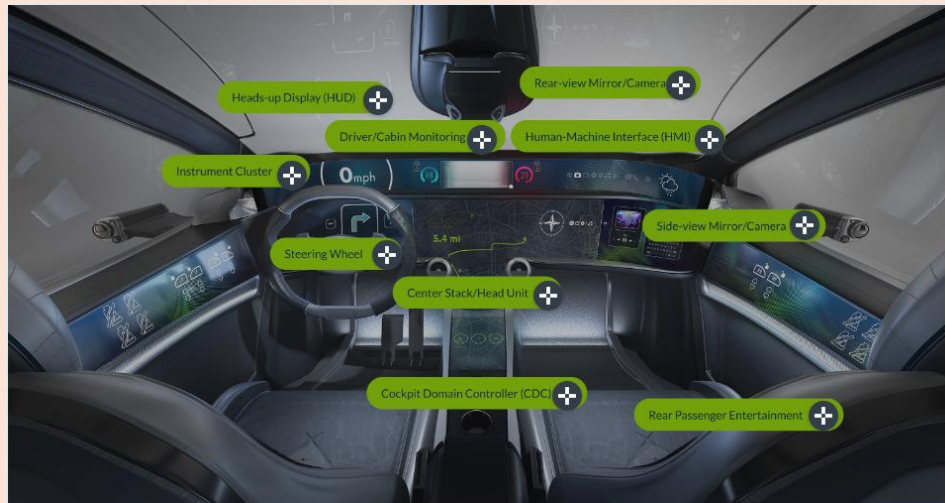 Rear-view Mirror/Camera
Heads-up Display (HUD)
Driver/Cabin Monitoring
Human-Machine Interface (HMI)
Instrument Cluster
0mph
Side-view Mirror/Camera
3.4 mi
Steering Wheel
Center Stack/Head Unit
Cockpit Domain Controller (CDC)
Rear Passenger Entertainment